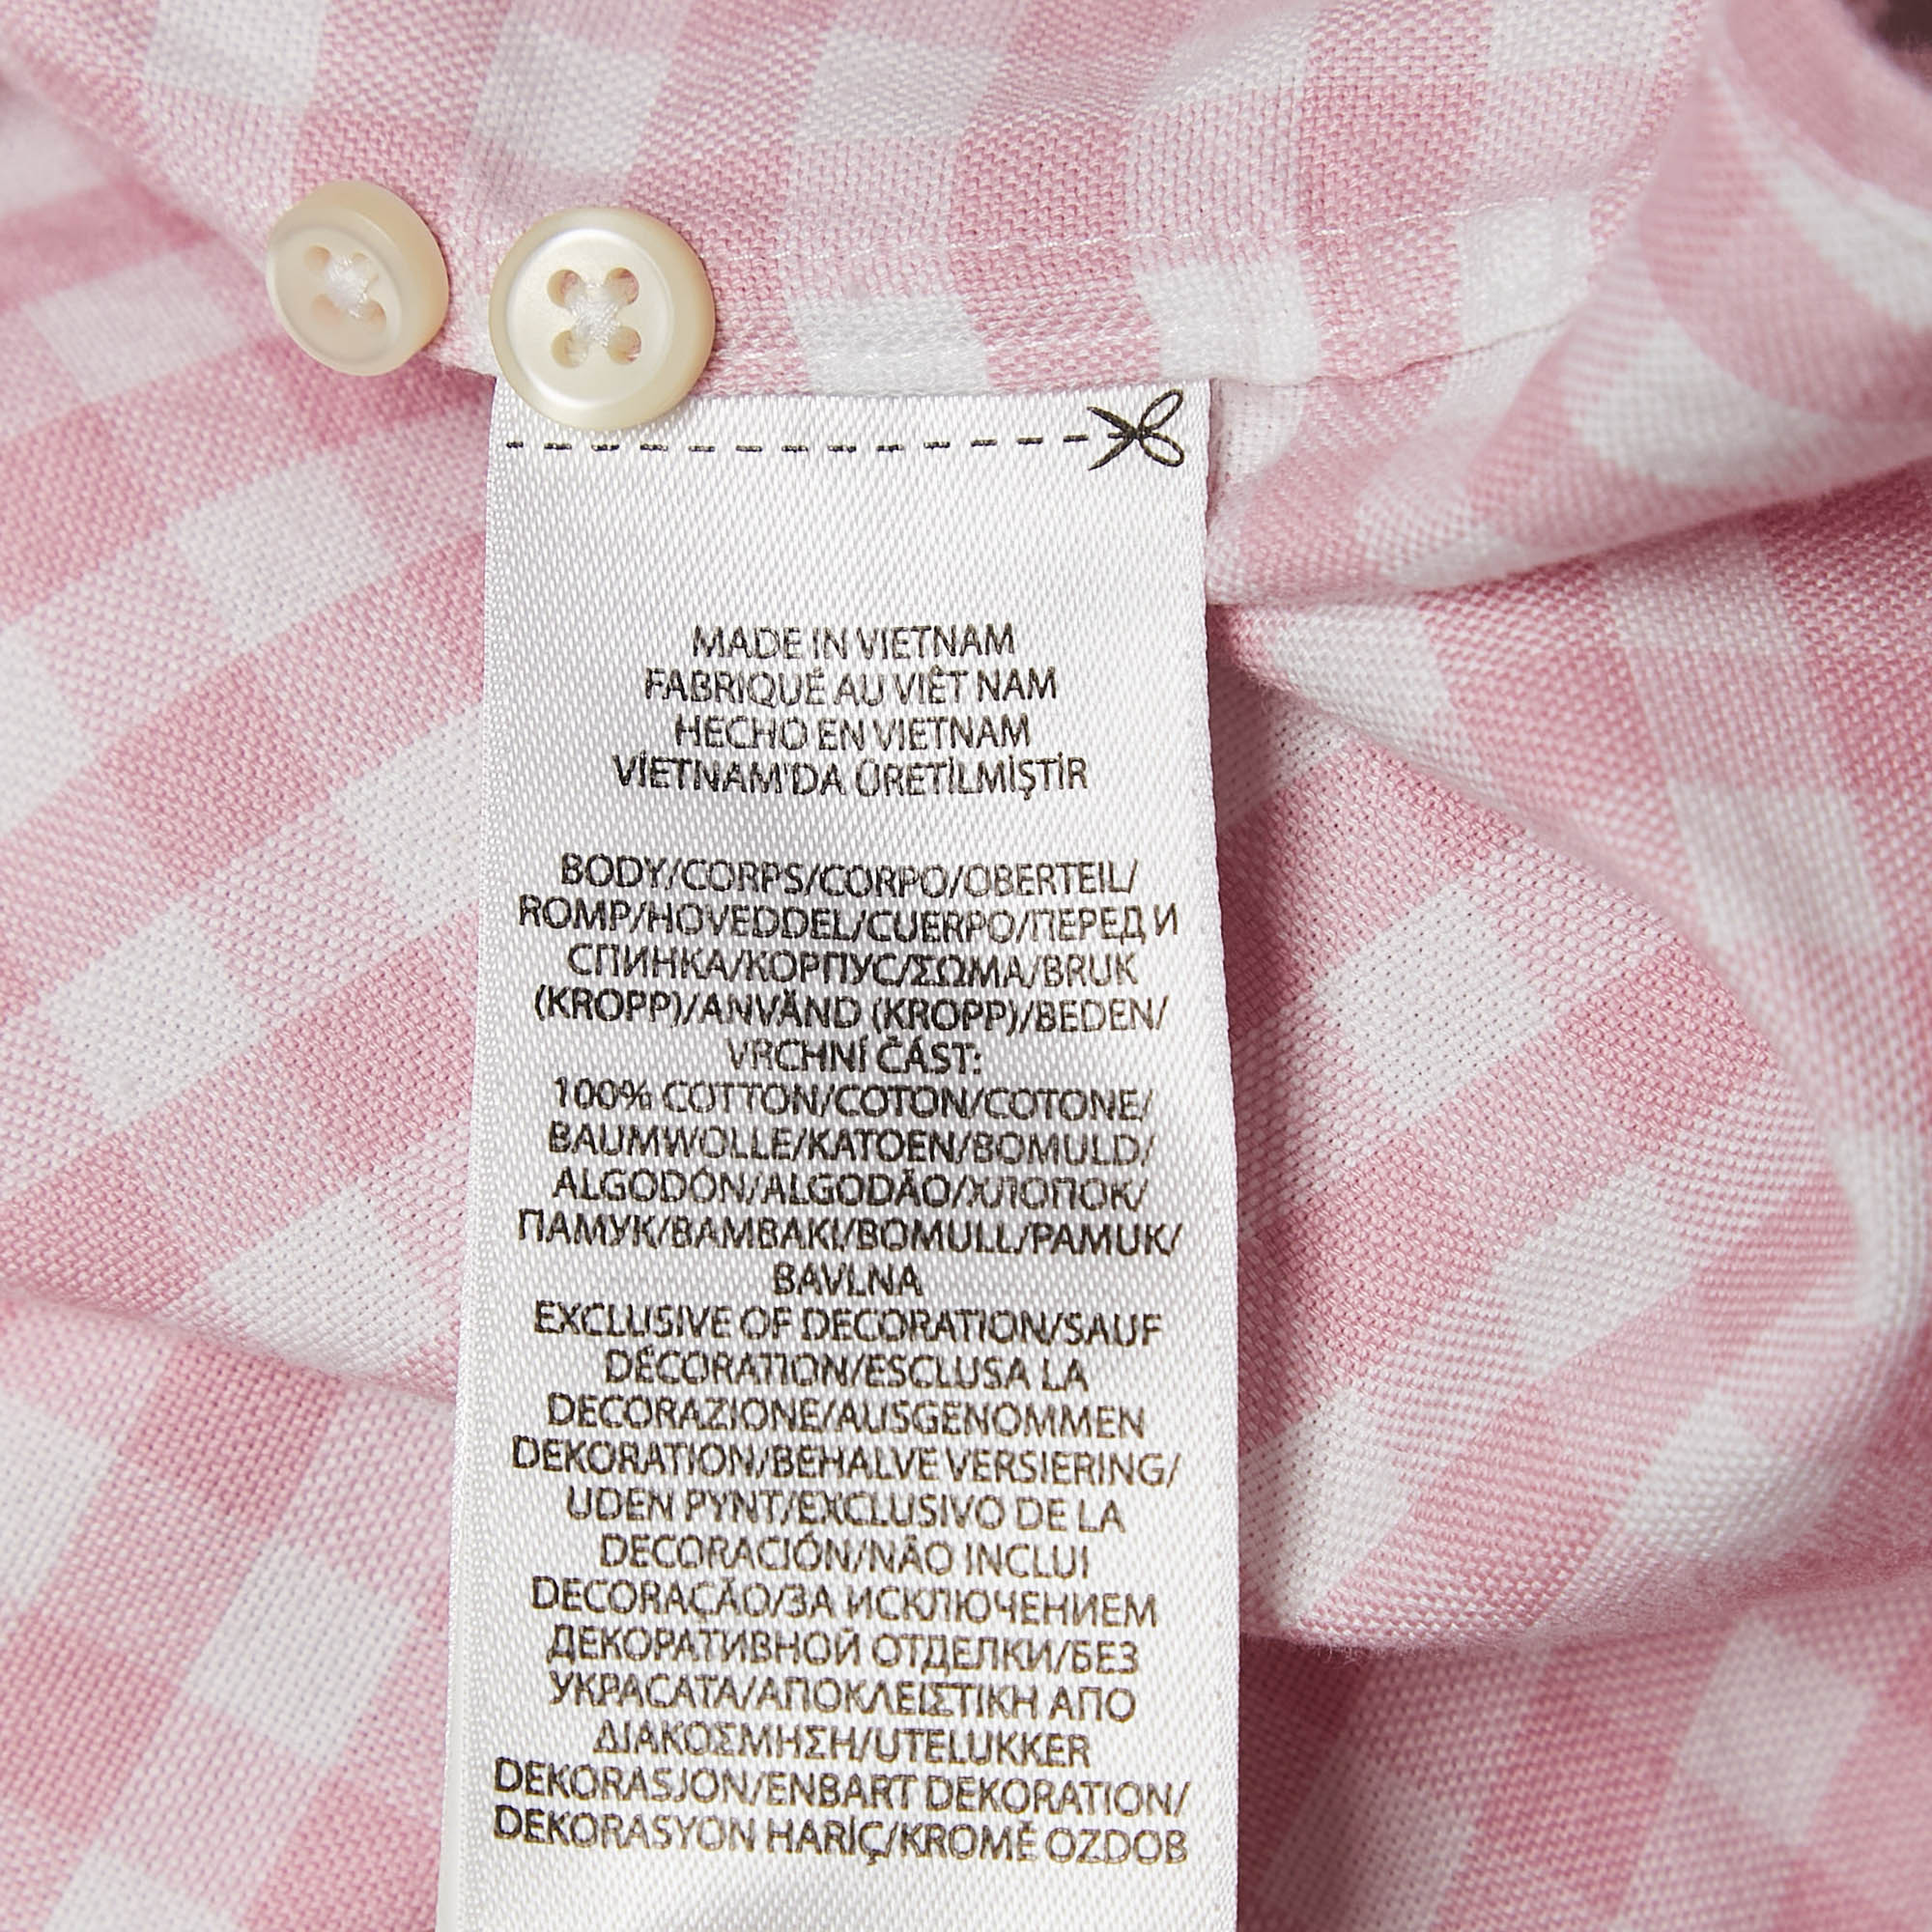 MADE IN VIETNAM
FABRIQUÉ AU VIÊT NAM
HECHO EN VIETNAM
VİETNAM'DA ÜRETİLMİŞTİR
BODY/CORPS/CORPO/OBERTEIL/
ROMP/HOVEDDEL/CUERPO/ПЕРЕД И
СПИНКА/КОРПУС/ΣΩΜΑ/BRUK
(KROPP)/ANVÄND (KROPP)/BEDEN/
VRCHNÍ ČÁST:
100% COTTON/COTON/COTONE/
BAUMWOLLE/KATOEN/BOMULD/
ALGODÓN/ALGODÃO/ХЛОПОК/
ПАМУК/BAMBAKI/BOMULL/PAMUK/
BAVLNA
EXCLUSIVE OF DECORATION/SAUF
DÉCORATION/ESCLUSA LA
DECORAZIONE/AUSGENOMMEN
DEKORATION/BEHALVE VERSIERING/
UDEN PYNT/EXCLUSIVO DE LA
DECORACIÓN/NÃO INCLUI
DECORAÇÃO/ЗА ИСКЛЮЧЕНИЕМ
ДЕКОРАТИВНОЙ ОТДЕЛКИ/БЕЗ
УКРАСАТА/ΑΠΟΚΛΕΙΣΤΙΚΗ ΑΠΟ
ΔΙΑΚΟΣΜΗΣΗ/UTELUKKER
DEKORASJON/ENBART DEKORATION/
DEKORASYON HARİÇ/KROMĚ OZDOB